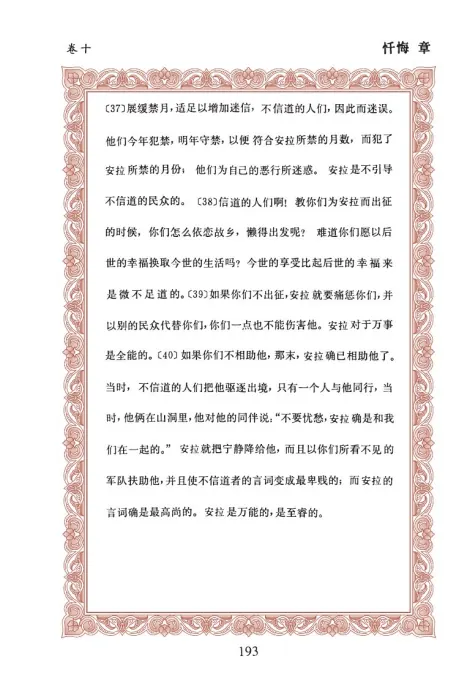 卷十
忏悔 章
〔37〕展缓禁月，适足以增加迷信，不信道的人们，因此而迷误。
他们今年犯禁，明年守禁，以便 符合安拉所禁的月数，而犯了
安拉所禁的月份；他们为自己的恶行所迷惑。 安拉是不引导
不信道的民众的。〔38〕信道的人们啊！教你们为安拉而出征
的时候，你们怎么依恋故乡，懒得出发呢？ 难道你们愿以后
世的幸福换取今世的生活吗？今世的享受比起后世的幸福来
是微不足道的。〔39〕如果你们不出征，安拉就要痛惩你们，并
以别的民众代替你们，你们一点也不能伤害他。安拉对于万事
是全能的。〔40〕如果你们不相助他，那末，安拉确已相助他了。
当时，不信道的人们把他驱逐出境，只有一个人与他同行，当
时，他俩在山洞里，他对他的同伴说：“不要忧愁，安拉确是和我
们在一起的。” 安拉就把宁静降给他，而且以你们所看不见的
军队扶助他，并且使不信道者的言词变成最卑贱的；而安拉的
言词确是最高尚的。安拉是万能的，是至睿的。
193